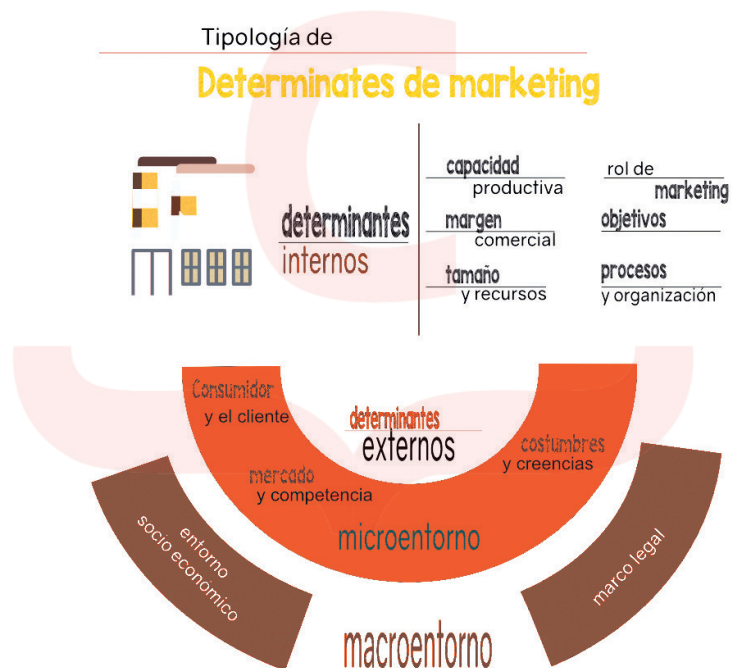 Tipología de
Determinates de marketing
determinantes
internos
capacidad
productiva
margen
comercial
tamaño
y recursos
rol de
marketing
objetivos
procesos
y organización
determinantes
externos
Consumidor
y el cliente
mercado
y competencia
costumbres
y creencias
microentorno
entorno
socio económico
marco legal
macroentorno